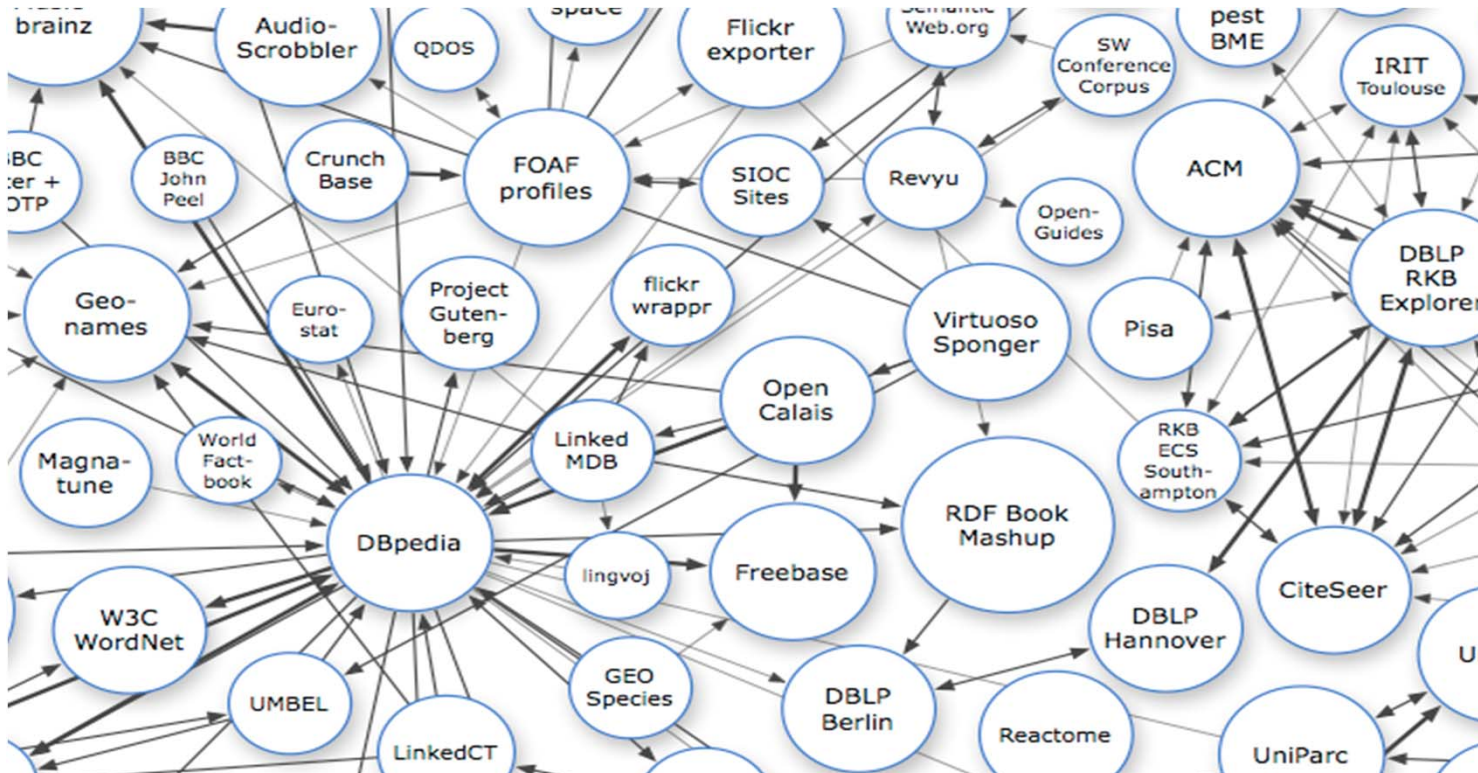 brainz
Audio-
Scrobbler
QDOS
space
Flickr
exporter
Web.org
SW
Conference
Corpus
pest
BME
IRIT
Toulouse
BBC
John
Peel
Crunch
Base
FOAF
profiles
SIOC
Sites
Revyu
Open-
Guides
ACM
DBLP
RKB
Explorer
Geo-
names
Euro-
stat
Project
Guten-
berg
flickr
wrappr
Virtuoso
Sponger
Pisa
Open
Calais
Magna-
tune
World
Fact-
book
Linked
MDB
RKB
ECS
South-
ampton
DBpedia
lingvoj
Freebase
RDF Book
Mashup
CiteSeer
W3C
WordNet
DBLP
Hannover
UMBEL
GEO
Species
DBLP
Berlin
LinkedCT
Reactome
UniParc